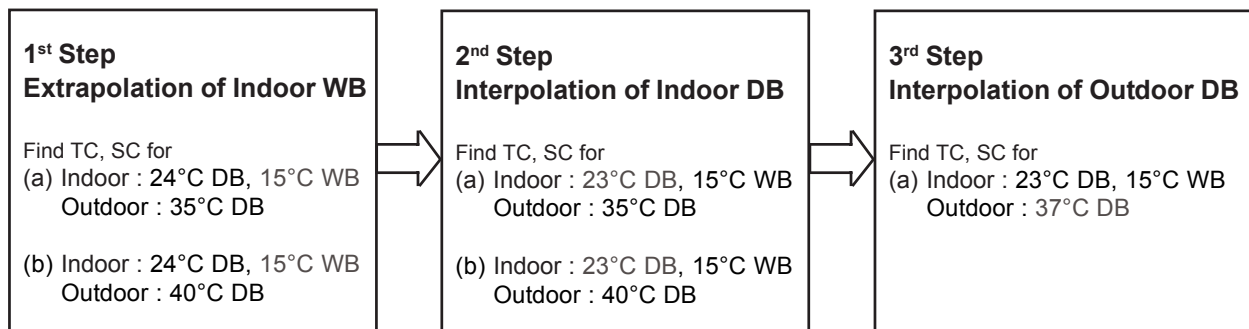 1st Step
Extrapolation of Indoor WB
Find TC, SC for
(a) Indoor : 24°C DB, 15°C WB
Outdoor : 35°C DB
(b) Indoor : 24°C DB, 15°C WB
Outdoor : 40°C DB
2nd Step
Interpolation of Indoor DB
Find TC, SC for
(a) Indoor : 23°C DB, 15°C WB
Outdoor : 35°C DB
(b) Indoor : 23°C DB, 15°C WB
Outdoor : 40°C DB
3rd Step
Interpolation of Outdoor DB
Find TC, SC for
(a) Indoor : 23°C DB, 15°C WB
Outdoor : 37°C DB